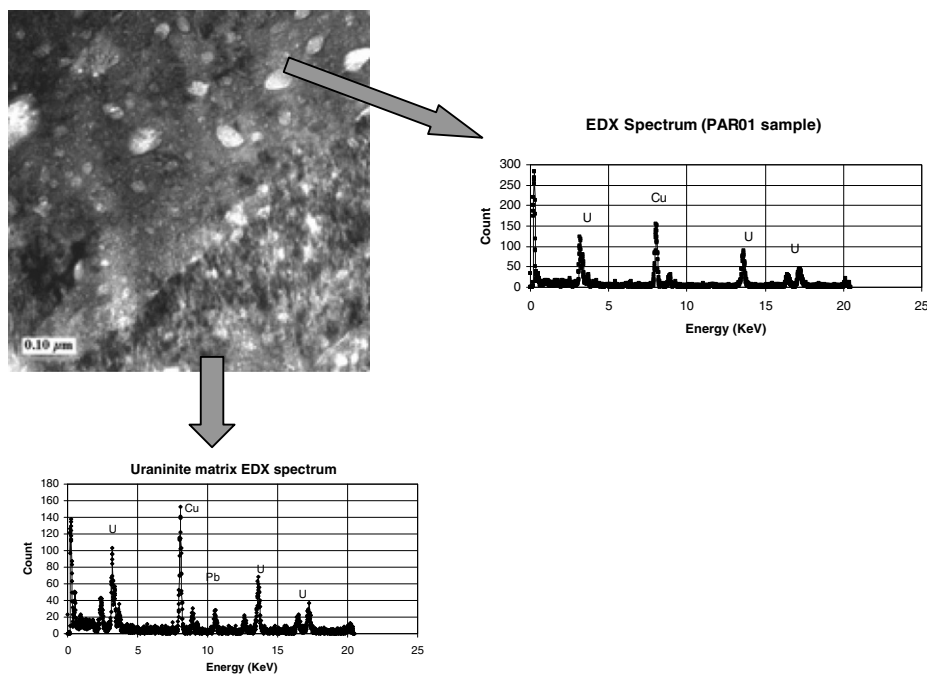 0.10 µm
EDX Spectrum (PAR01 sample)
300
250
200
150
100
50
0
Count
U
Cu
U
U
0 5 10 15 20 25
Energy (KeV)
Uraninite matrix EDX spectrum
180
160
140
120
100
80
60
40
20
0
Count
U
Cu
Pb
U
U
0 5 10 15 20 25
Energy (KeV)